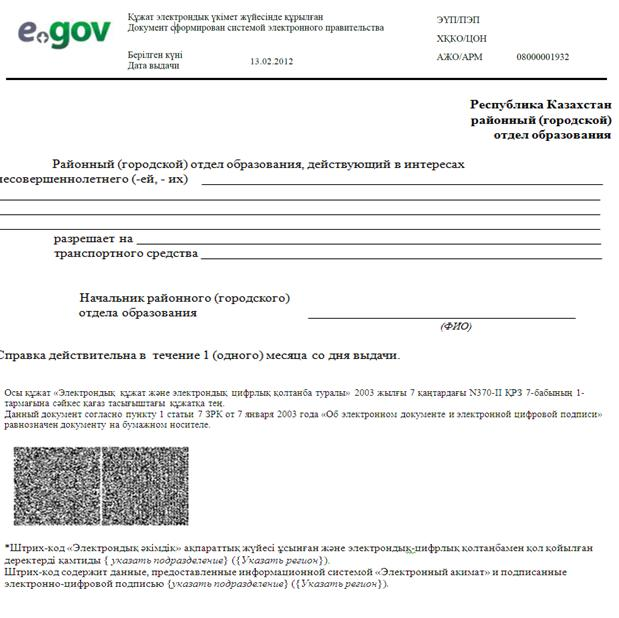 e.gov
Құжат электрондық үкімет жүйесінде құрылған
Документ сформирован системой электронного правительства
Берілген күні
Дата выдачи
13.02.2012
ЭҮП/ПЭП
ХҚКО/ЦОН
АЖО/АРМ 08000001932
Республика Казахстан
районный (городской)
отдел образования
Районный (городской) отдел образования, действующий в интересах
несовершеннолетнего (-ей, - их)
разрешает на
транспортного средства
Начальник районного (городского)
отдела образования
(ФИО)
Справка действительна в течение 1 (одного) месяца со дня выдачи.
Осы құжат «Электрондық құжат және электрондық цифрлық қолтанба туралы» 2003 жылғы 7 қаңтардағы N370-II ҚРЗ 7-бабының 1-
тармағына сәйкес қағаз тасығыштағы құжатқа тең.
Данный документ согласно пункту 1 статьи 7 ЗРК от 7 января 2003 года «Об электронном документе и электронной цифровой подписи»
равнозначен документу на бумажном носителе.
*Штрих-код «Электрондық әкімдік» ақпараттық жүйесі ұсынған және электрондық-цифрлық қолтанбамен қол қойылған
деректерді қамтиды { указать подразделение} ({Указать регион}).
Штрих-код содержит данные, предоставленные информационной системой «Электронный акимат» и подписанные
электронно-цифровой подписью {указать подразделение} ({Указать регион}).